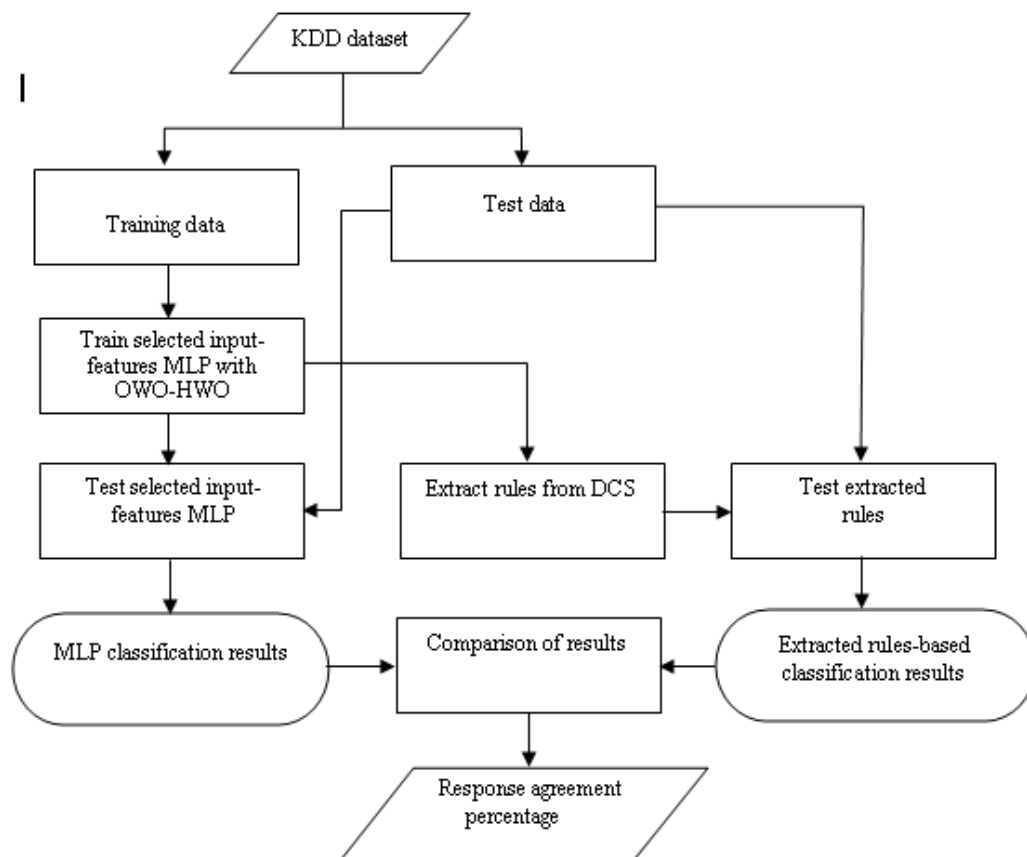 KDD dataset
Training data
Test data
Train selected input-
features MLP with
OWO-HWO
Test selected input-
features MLP
Extract rules from DCS
Test extracted
rules
MLP classification results
Comparison of results
Extracted rules-based
classification results
Response agreement
percentage